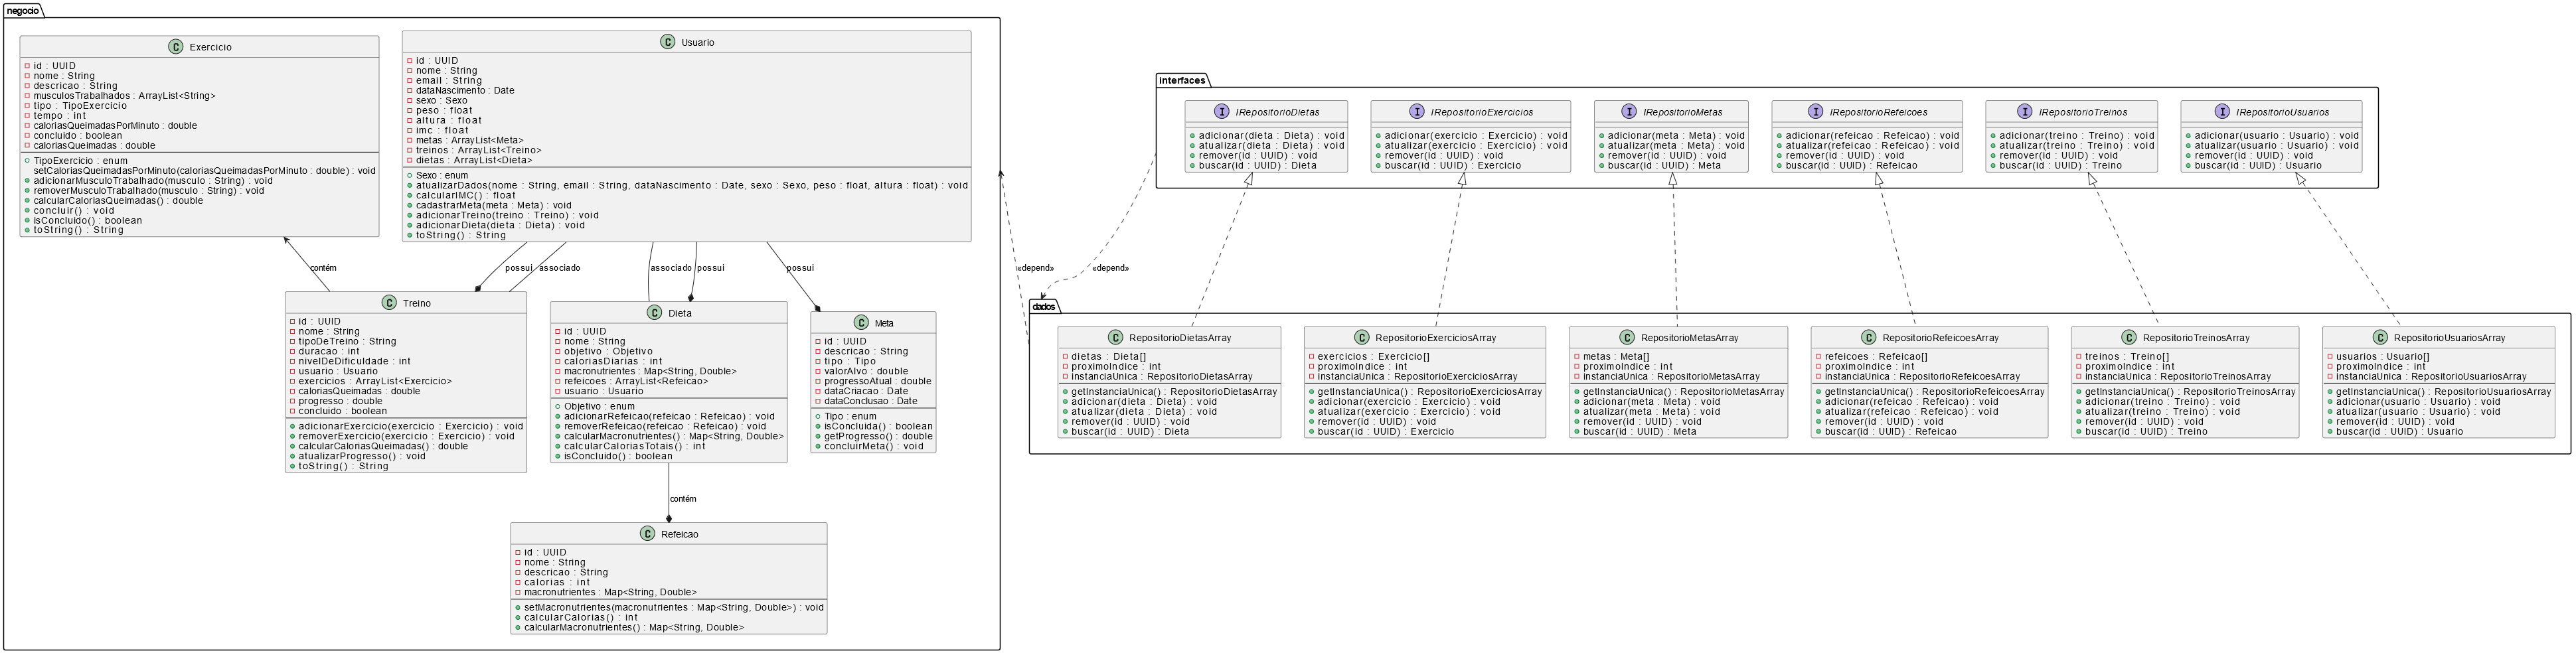 negocio
Exercicio
id : UUID
nome : String
descricao : String
musculosTrabalhados : ArrayList<String>
tipo : TipoExercicio
tempo : int
caloriasQueimadasPorMinuto : double
concluido : boolean
caloriasQueimadas : double
TipoExercicio : enum
setCaloriasQueimadasPorMinuto(caloriasQueimadasPorMinuto : double) : void
adicionarMusculoTrabalhado(musculo : String) : void
removerMusculoTrabalhado(musculo : String) : void
calcularCaloriasQueimadas() : double
concluir() : void
isConcluido() : boolean
toString() : String
Usuario
id : UUID
nome : String
email : String
dataNascimento : Date
sexo : Sexo
peso : float
altura : float
imc : float
metas : ArrayList<Meta>
treinos : ArrayList<Treino>
dietas : ArrayList<Dieta>
Sexo : enum
atualizarDados(nome : String, email : String, dataNascimento : Date, sexo : Sexo, peso : float, altura : float) : void
calcularIMC() : float
cadastrarMeta(meta : Meta) : void
adicionarTreino(treino : Treino) : void
adicionarDieta(dieta : Dieta) : void
toString() : String
contém
possui
associado
associado
possui
possui
Treino
id : UUID
nome : String
tipoDeTreino : String
duracao : int
nivelDeDificuldade : int
usuario : Usuario
exercicios : ArrayList<Exercicio>
caloriasQueimadas : double
progresso : double
concluido : boolean
adicionarExercicio(exercicio : Exercicio) : void
removerExercicio(exercicio : Exercicio) : void
calcularCaloriasQueimadas() : double
atualizarProgresso() : void
toString() : String
Dieta
id : UUID
nome : String
objetivo : Objetivo
caloriasDiarias : int
macronutrientes : Map<String, Double>
refeicoes : ArrayList<Refeicao>
usuario : Usuario
Objetivo : enum
adicionarRefeicao(refeicao : Refeicao) : void
removerRefeicao(refeicao : Refeicao) : void
calcularMacronutrientes() : Map<String, Double>
calcularCaloriasTotais() : int
isConcluido() : boolean
Meta
id : UUID
descricao : String
tipo : Tipo
valorAlvo : double
progressoAtual : double
dataCriacao : Date
dataConclusao : Date
Tipo : enum
isConcluida() : boolean
getProgresso() : double
concluirMeta() : void
contém
Refeicao
id : UUID
nome : String
descricao : String
calorias : int
macronutrientes : Map<String, Double>
setMacronutrientes(macronutrientes : Map<String, Double>) : void
calcularCalorias() : int
calcularMacronutrientes() : Map<String, Double>
«depend»
«depend»
interfaces
IRepositorioDietas
adicionar(dieta : Dieta) : void
atualizar(dieta : Dieta) : void
remover(id : UUID) : void
buscar(id : UUID) : Dieta
IRepositorioExercicios
adicionar(exercicio : Exercicio) : void
atualizar(exercicio : Exercicio) : void
remover(id : UUID) : void
buscar(id : UUID) : Exercicio
IRepositorioMetas
adicionar(meta : Meta) : void
atualizar(meta : Meta) : void
remover(id : UUID) : void
buscar(id : UUID) : Meta
IRepositorioRefeicoes
adicionar(refeicao : Refeicao) : void
atualizar(refeicao : Refeicao) : void
remover(id : UUID) : void
buscar(id : UUID) : Refeicao
IRepositorioTreinos
adicionar(treino : Treino) : void
atualizar(treino : Treino) : void
remover(id : UUID) : void
buscar(id : UUID) : Treino
IRepositorioUsuarios
adicionar(usuario : Usuario) : void
atualizar(usuario : Usuario) : void
remover(id : UUID) : void
buscar(id : UUID) : Usuario
dados
RepositorioDietasArray
dietas : Dieta[]
proximoIndice : int
instanciaUnica : RepositorioDietasArray
getInstanciaUnica() : RepositorioDietasArray
adicionar(dieta : Dieta) : void
atualizar(dieta : Dieta) : void
remover(id : UUID) : void
buscar(id : UUID) : Dieta
RepositorioExerciciosArray
exercicios : Exercicio[]
proximoIndice : int
instanciaUnica : RepositorioExerciciosArray
getInstanciaUnica() : RepositorioExerciciosArray
adicionar(exercicio : Exercicio) : void
atualizar(exercicio : Exercicio) : void
remover(id : UUID) : void
buscar(id : UUID) : Exercicio
RepositorioMetasArray
metas : Meta[]
proximoIndice : int
instanciaUnica : RepositorioMetasArray
getInstanciaUnica() : RepositorioMetasArray
adicionar(meta : Meta) : void
atualizar(meta : Meta) : void
remover(id : UUID) : void
buscar(id : UUID) : Meta
RepositorioRefeicoesArray
refeicoes : Refeicao[]
proximoIndice : int
instanciaUnica : RepositorioRefeicoesArray
getInstanciaUnica() : RepositorioRefeicoesArray
adicionar(refeicao : Refeicao) : void
atualizar(refeicao : Refeicao) : void
remover(id : UUID) : void
buscar(id : UUID) : Refeicao
RepositorioTreinosArray
treinos : Treino[]
proximoIndice : int
instanciaUnica : RepositorioTreinosArray
getInstanciaUnica() : RepositorioTreinosArray
adicionar(treino : Treino) : void
atualizar(treino : Treino) : void
remover(id : UUID) : void
buscar(id : UUID) : Treino
RepositorioUsuariosArray
usuarios : Usuario[]
proximoIndice : int
instanciaUnica : RepositorioUsuariosArray
getInstanciaUnica() : RepositorioUsuariosArray
adicionar(usuario : Usuario) : void
atualizar(usuario : Usuario) : void
remover(id : UUID) : void
buscar(id : UUID) : Usuario